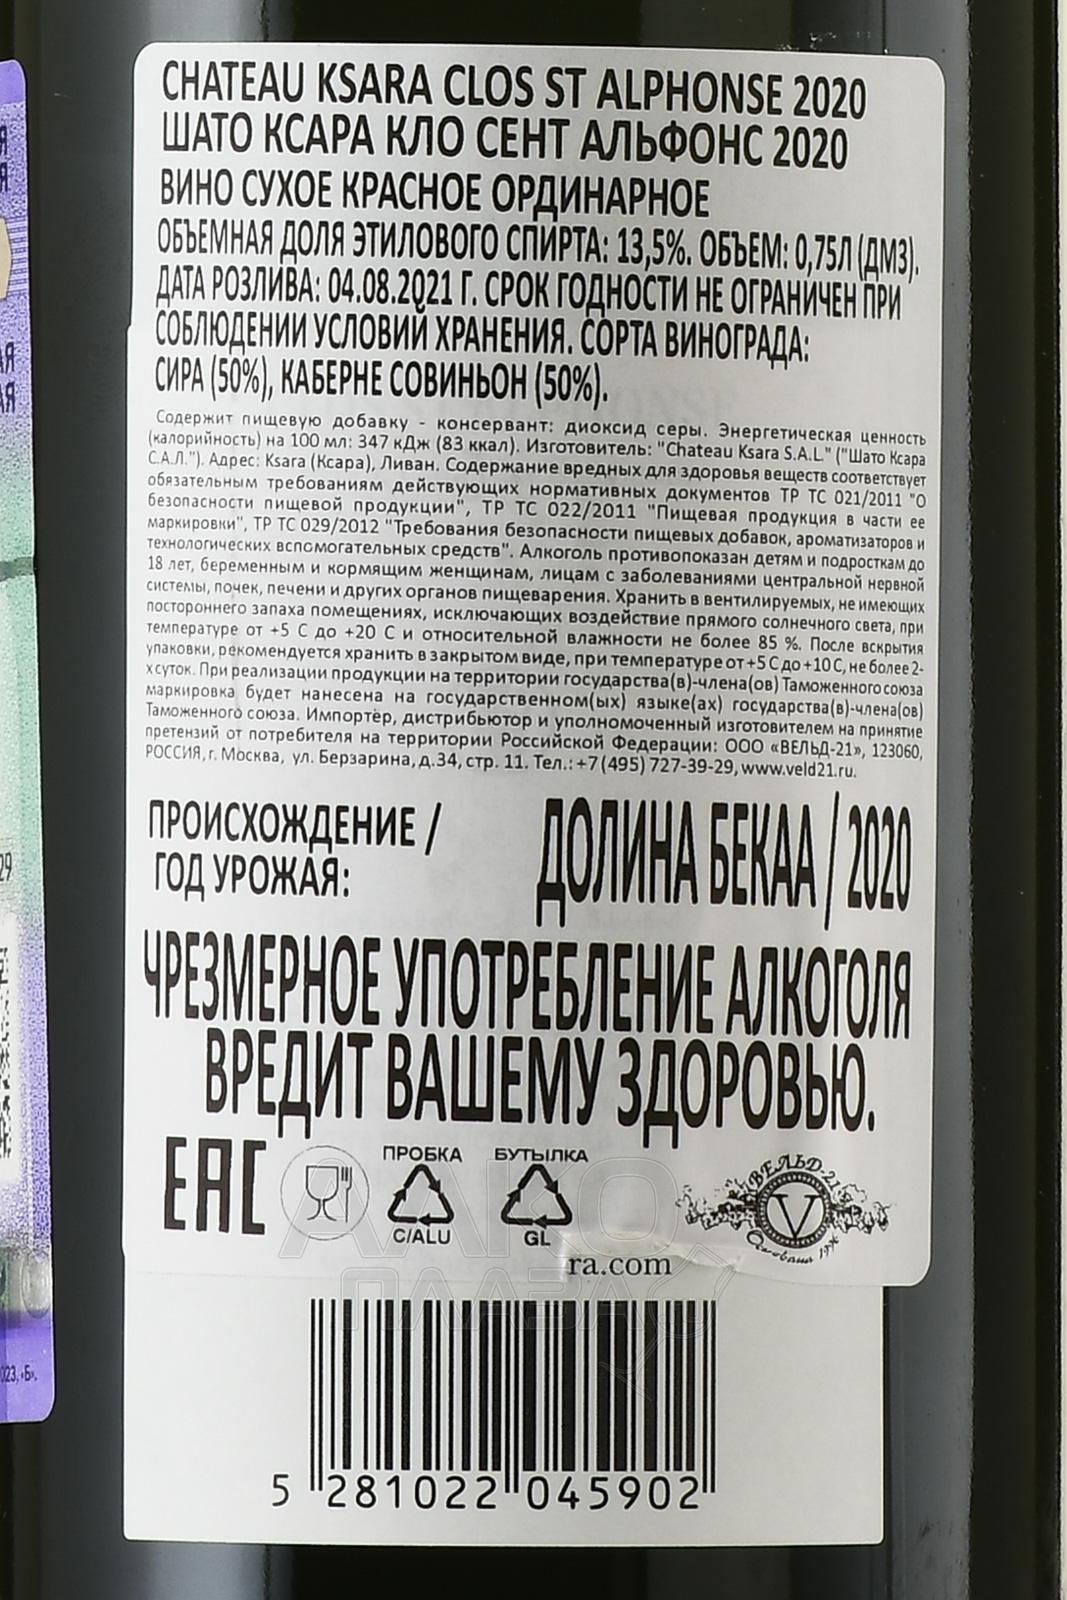 CHATEAU KSARA CLOS ST ALPHONSE 2020
ШАТО КСАРА КЛО СЕНТ АЛЬФОНС 2020
ВИНО СУХОЕ КРАСНОЕ ОРДИНАРНОЕ
ОБЪЕМНАЯ ДОЛЯ ЭТИЛОВОГО СПИРТА: 13,5%. ОБЪЕМ: 0,75Л (ДМ3).
ДАТА РОЗЛИВА: 04.08.2021 Г. СРОК ГОДНОСТИ НЕ ОГРАНИЧЕН ПРИ
СОБЛЮДЕНИИ УСЛОВИЙ ХРАНЕНИЯ. СОРТА ВИНОГРАДА:
СИРА (50%), КАБЕРНЕ СОВИНЬОН (50%).
Содержит пищевую добавку - консервант: диоксид серы. Энергетическая ценность
(калорийность) на 100 мл: 347 кДж (83 ккал). Изготовитель: "Chateau Ksara S.A.L." ("Шато Ксара
С.А.Л."). Адрес: Ksara (Ксара), Ливан. Содержание вредных для здоровья веществ соответствует
обязательным требованиям действующих нормативных документов ТР ТС 021/2011 "О
безопасности пищевой продукции", ТР ТС 022/2011 "Пищевая продукция в части ее
маркировки", ТР ТС 029/2012 "Требования безопасности пищевых добавок, ароматизаторов и
технологических вспомогательных средств". Алкоголь противопоказан детям и подросткам до
18 лет, беременным и кормящим женщинам, лицам с заболеваниями центральной нервной
системы, почек, печени и других органов пищеварения. Хранить в вентилируемых, не имеющих
постороннего запаха помещениях, исключающих воздействие прямого солнечного света, при
температуре от +5 С до +20 С и относительной влажности не более 85 %. После вскрытия
упаковки, рекомендуется хранить в закрытом виде, при температуре от +5 С до +10 С, не более 2-
х суток. При реализации продукции на территории государства(в)-члена(ов) Таможенного союза
маркировка будет нанесена на государственном(ых) языке(ах) государства(в)-члена(ов)
Таможенного союза. Импортёр, дистрибьютор и уполномоченный изготовителем на принятие
претензий от потребителя на территории Российской Федерации: ООО «ВЕЛЬД-21», 123060,
РОССИЯ, г. Москва, ул. Берзарина, д.34, стр. 11. Тел.: +7 (495) 727-39-29, www.veld21.ru.
ПРОИСХОЖДЕНИЕ / ДОЛИНА БЕКАА / 2020
ГОД УРОЖАЯ:
ЧРЕЗМЕРНОЕ УПОТРЕБЛЕНИЕ АЛКОГОЛЯ
ВРЕДИТ ВАШЕМУ ЗДОРОВЬЮ.
EAC
ПРОБКА БУТЫЛКА
C/ALU GL
ВЕЛЬД-21
V
Основана 1996
ra.com
АЛКО
ПЛАЗА
5 281022 045902
29
023, «Б».